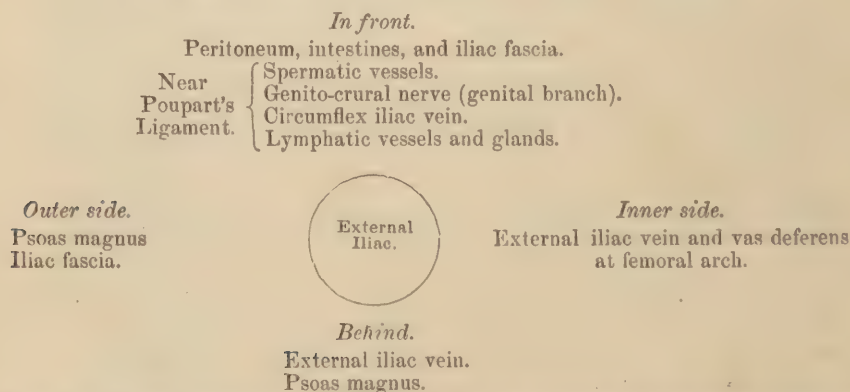 In front.
Peritoneum, intestines, and iliac fascia.
Near Poupart's Ligament.
Spermatic vessels.
Genito-crural nerve (genital branch).
Circumflex iliac vein.
Lymphatic vessels and glands.
Outer side.
Psoas magnus
Iliac fascia.
External
Iliac.
Inner side.
External iliac vein and vas deferens
at femoral arch.
Behind.
External iliac vein.
Psoas magnus.